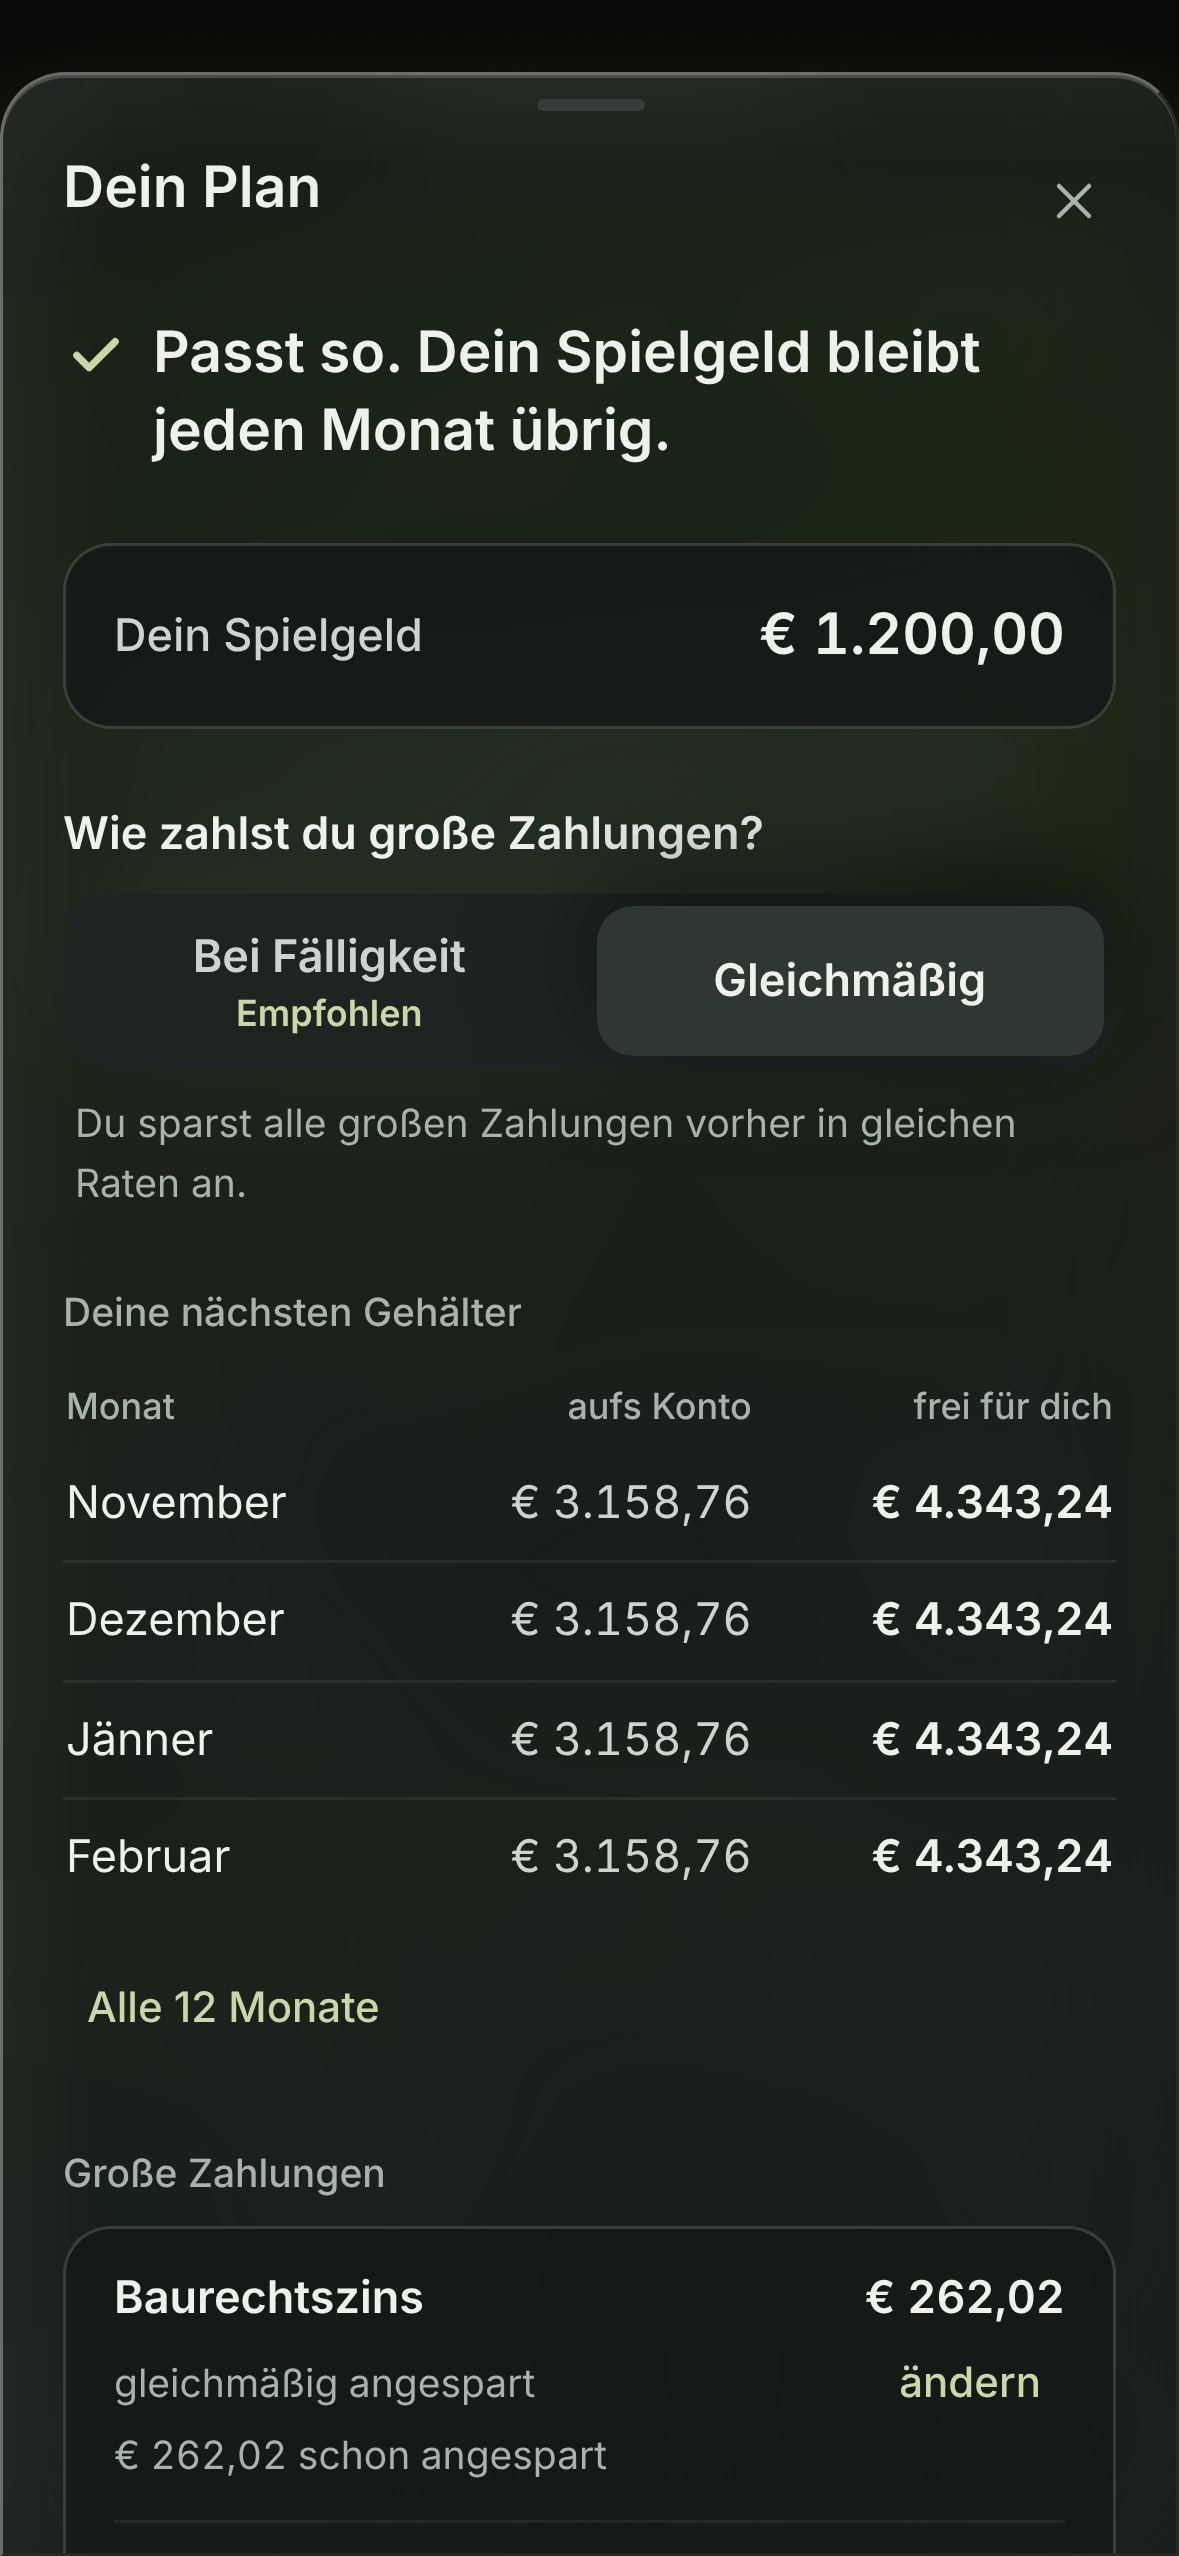 Dein Plan
Passt so. Dein Spielgeld bleibt
jeden Monat übrig.
Dein Spielgeld € 1.200,00
Wie zahlst du große Zahlungen?
Bei Fälligkeit
Empfohlen
Gleichmäßig
Du sparst alle großen Zahlungen vorher in gleichen
Raten an.
Deine nächsten Gehälter
Monat aufs Konto frei für dich
November € 3.158,76 € 4.343,24
Dezember € 3.158,76 € 4.343,24
Jänner € 3.158,76 € 4.343,24
Februar € 3.158,76 € 4.343,24
Alle 12 Monate
Große Zahlungen
Baurechtszins € 262,02
gleichmäßig angespart ändern
€ 262,02 schon angespart